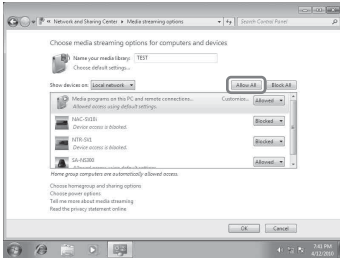 « Network and Sharing Center ▸ Media streaming options
Search Control Panel
Choose media streaming options for computers and devices
Name your media library: TEST
Choose default settings...
Show devices on: Local network
Allow All
Block All
Media programs on this PC and remote connections...
Customize...
Allowed
Allowed access using default settings.
NAC-SV10i
Device access is blocked.
Blocked
NTR-SV1
Device access is blocked.
Blocked
SA-NS300
Allowed
Home group computers are automatically allowed access.
Choose homegroup and sharing options
Choose power options
Tell me more about media streaming
Read the privacy statement online
OK
Cancel
7:41 PM
4/12/2010